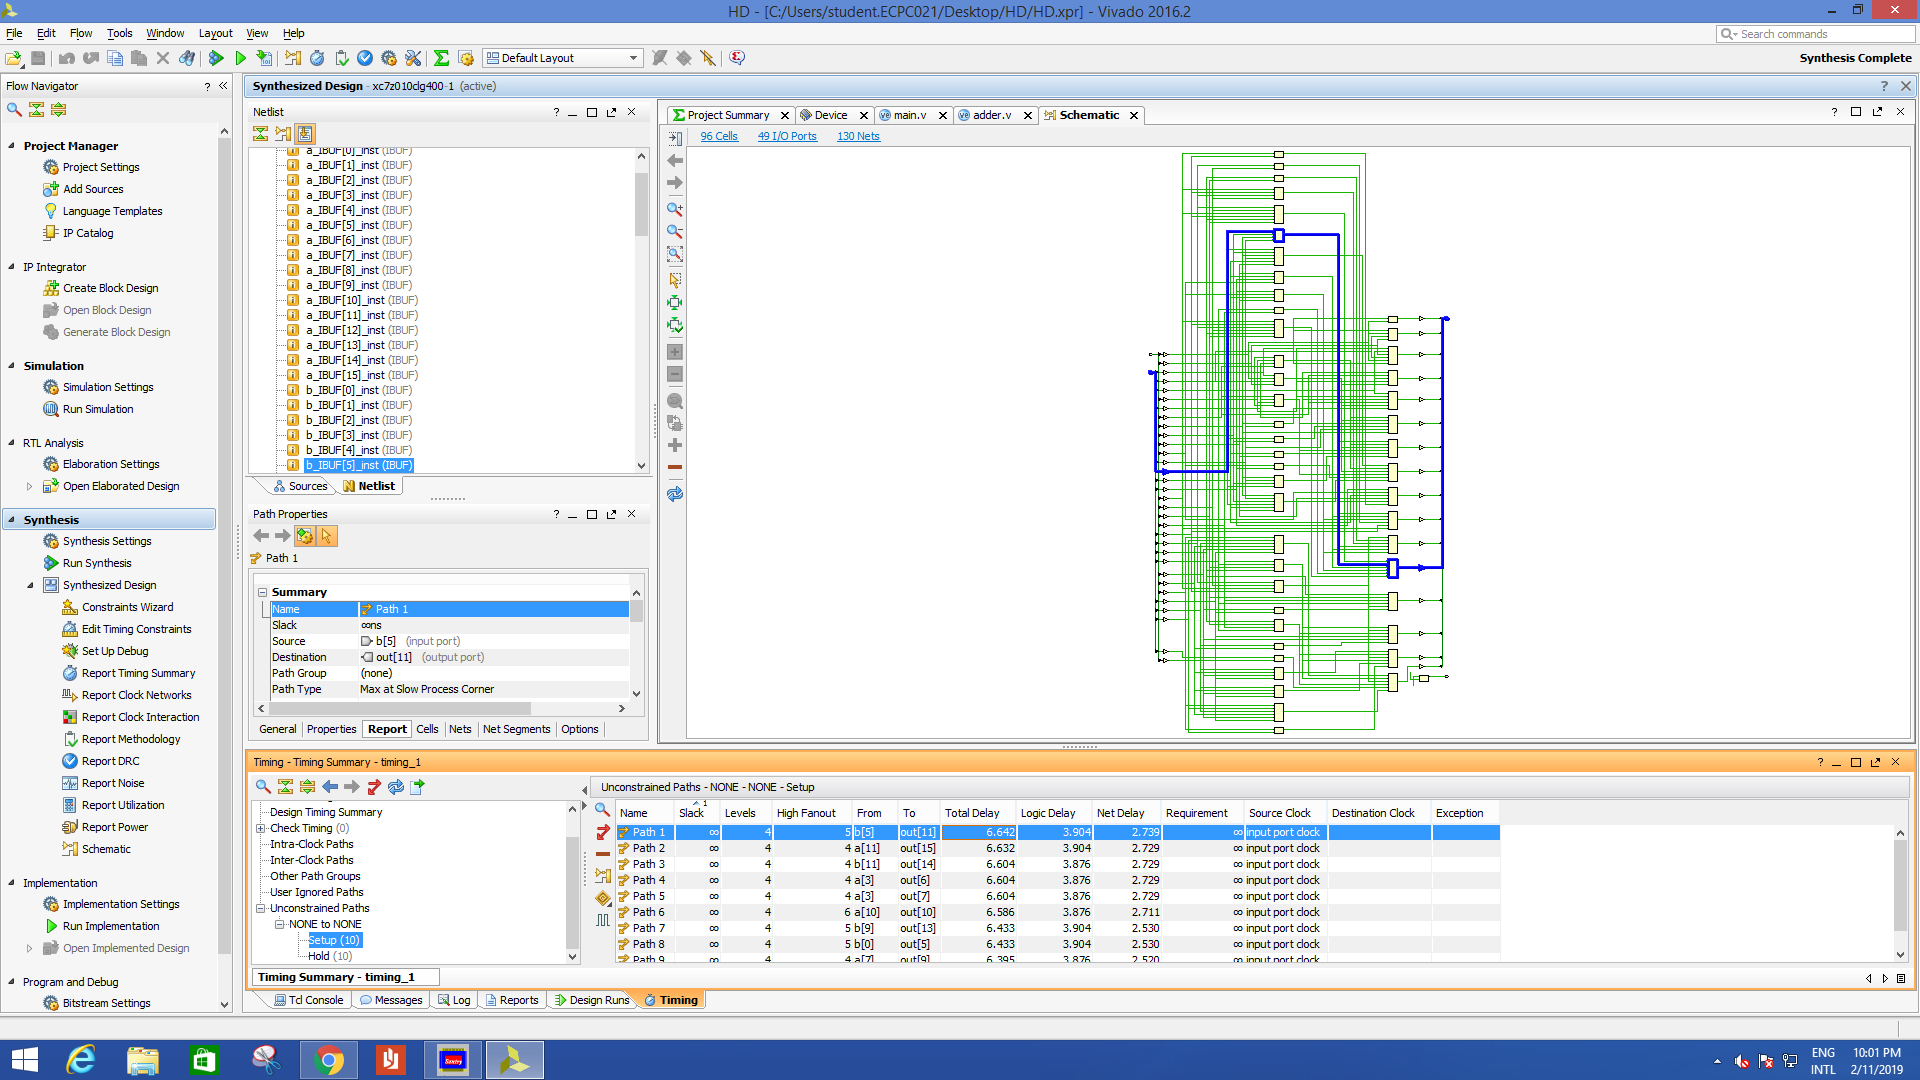 HD - [C:/Users/student.ECPC021/Desktop/HD/HD.xpr] - Vivado 2016.2
File Edit Flow Tools Window Layout View Help
Search commands
Default Layout
Synthesis Complete
Flow Navigator
Project Manager
Project Settings
Add Sources
Language Templates
IP Catalog
IP Integrator
Create Block Design
Open Block Design
Generate Block Design
Simulation
Simulation Settings
Run Simulation
RTL Analysis
Elaboration Settings
Open Elaborated Design
Synthesis
Synthesis Settings
Run Synthesis
Synthesized Design
Constraints Wizard
Edit Timing Constraints
Set Up Debug
Report Timing Summary
Report Clock Networks
Report Clock Interaction
Report Methodology
Report DRC
Report Noise
Report Utilization
Report Power
Schematic
Implementation
Implementation Settings
Run Implementation
Open Implemented Design
Program and Debug
Bitstream Settings
Synthesized Design - xc7z010clg400-1 (active)
Netlist
a_IBUF[0]_inst (IBUF)
a_IBUF[1]_inst (IBUF)
a_IBUF[2]_inst (IBUF)
a_IBUF[3]_inst (IBUF)
a_IBUF[4]_inst (IBUF)
a_IBUF[5]_inst (IBUF)
a_IBUF[6]_inst (IBUF)
a_IBUF[7]_inst (IBUF)
a_IBUF[8]_inst (IBUF)
a_IBUF[9]_inst (IBUF)
a_IBUF[10]_inst (IBUF)
a_IBUF[11]_inst (IBUF)
a_IBUF[12]_inst (IBUF)
a_IBUF[13]_inst (IBUF)
a_IBUF[14]_inst (IBUF)
a_IBUF[15]_inst (IBUF)
b_IBUF[0]_inst (IBUF)
b_IBUF[1]_inst (IBUF)
b_IBUF[2]_inst (IBUF)
b_IBUF[3]_inst (IBUF)
b_IBUF[4]_inst (IBUF)
b_IBUF[5]_inst (IBUF)
Sources Netlist
Path Properties
Path 1
Summary
Name Path 1
Slack ∞ns
Source b[5] (input port)
Destination out[11] (output port)
Path Group (none)
Path Type Max at Slow Process Corner
General Properties Report Cells Nets Net Segments Options
Project Summary Device main.v adder.v Schematic
96 Cells 49 I/O Ports 130 Nets
Timing - Timing Summary - timing_1
Design Timing Summary
Check Timing (0)
Intra-Clock Paths
Inter-Clock Paths
Other Path Groups
User Ignored Paths
Unconstrained Paths
NONE to NONE
Setup (10)
Hold (10)
Timing Summary - timing_1
Unconstrained Paths - NONE - NONE - Setup
Name Slack 1 Levels High Fanout From To Total Delay Logic Delay Net Delay Requirement Source Clock Destination Clock Exception
Path 1 ∞ 4 5 b[5] out[11] 6.642 3.904 2.739 ∞ input port clock
Path 2 ∞ 4 4 a[11] out[15] 6.632 3.904 2.729 ∞ input port clock
Path 3 ∞ 4 4 b[11] out[14] 6.604 3.876 2.729 ∞ input port clock
Path 4 ∞ 4 4 a[3] out[6] 6.604 3.876 2.729 ∞ input port clock
Path 5 ∞ 4 4 a[3] out[7] 6.604 3.876 2.729 ∞ input port clock
Path 6 ∞ 4 6 a[10] out[10] 6.586 3.876 2.711 ∞ input port clock
Path 7 ∞ 4 5 b[9] out[13] 6.433 3.904 2.530 ∞ input port clock
Path 8 ∞ 4 5 b[0] out[5] 6.433 3.904 2.530 ∞ input port clock
Path 9 ∞ 4 4 a[7] out[9] 6.395 3.876 2.520 ∞ input port clock
Tcl Console Messages Log Reports Design Runs Timing
ENG 10:01 PM
INTL 2/11/2019